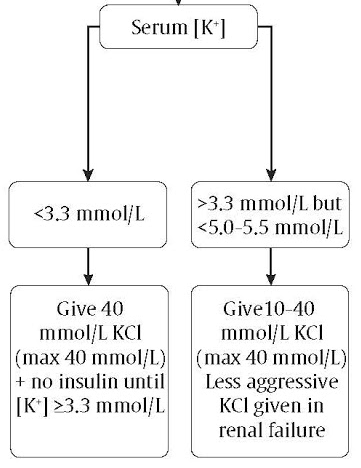 Serum [K⁺]
<3.3 mmol/L
>3.3 mmol/L but
<5.0–5.5 mmol/L
Give 40
mmol/L KCl
(max 40 mmol/L)
+ no insulin until
[K⁺] ≥3.3 mmol/L
Give10–40
mmol/L KCl
(max 40 mmol/L)
Less aggressive
KCl given in
renal failure